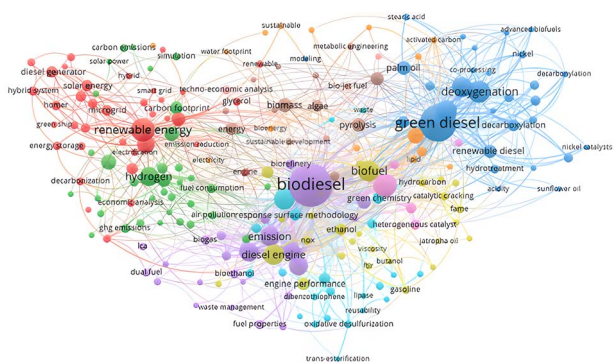 stearic acid
sustainable
advanced biofuels
activated carbon
carbon emissions
metabolic engineering
water footprint
nickel
simulation
solar power
modeling
renewable
palm oil
co-processing
diesel generator
decarbonylation
hybrid
bio-jet fuel
solar energy
techno-economic analysis
hybrid system
smart grid
deoxygenation
glycerol
homer
biomass
algae
carbon footprint
microgrid
waste
green ship
green diesel
decarboxylation
pyrolysis
renewable energy
energy
bioenergy
emission reduction
sustainable development
energy storage
electrification
renewable diesel
nickel catalysts
lipid
electricity
biorefinery
hydrotreatment
engine
biofuel
hydrogen
decarbonization
hydrocarbon
biodiesel
fuel consumption
acidity
sunflower oil
catalytic cracking
green chemistry
economic analysis
fame
air pollution
response surface methodology
heterogeneous catalyst
ghg emissions
ethanol
emission
nox
biogas
jatropha oil
lca
viscosity
diesel engine
butanol
ftir
dual fuel
bioethanol
engine performance
gasoline
dibenzothiophene
lipase
waste management
reusability
fuel properties
oxidative desulfurization
trans-esterification